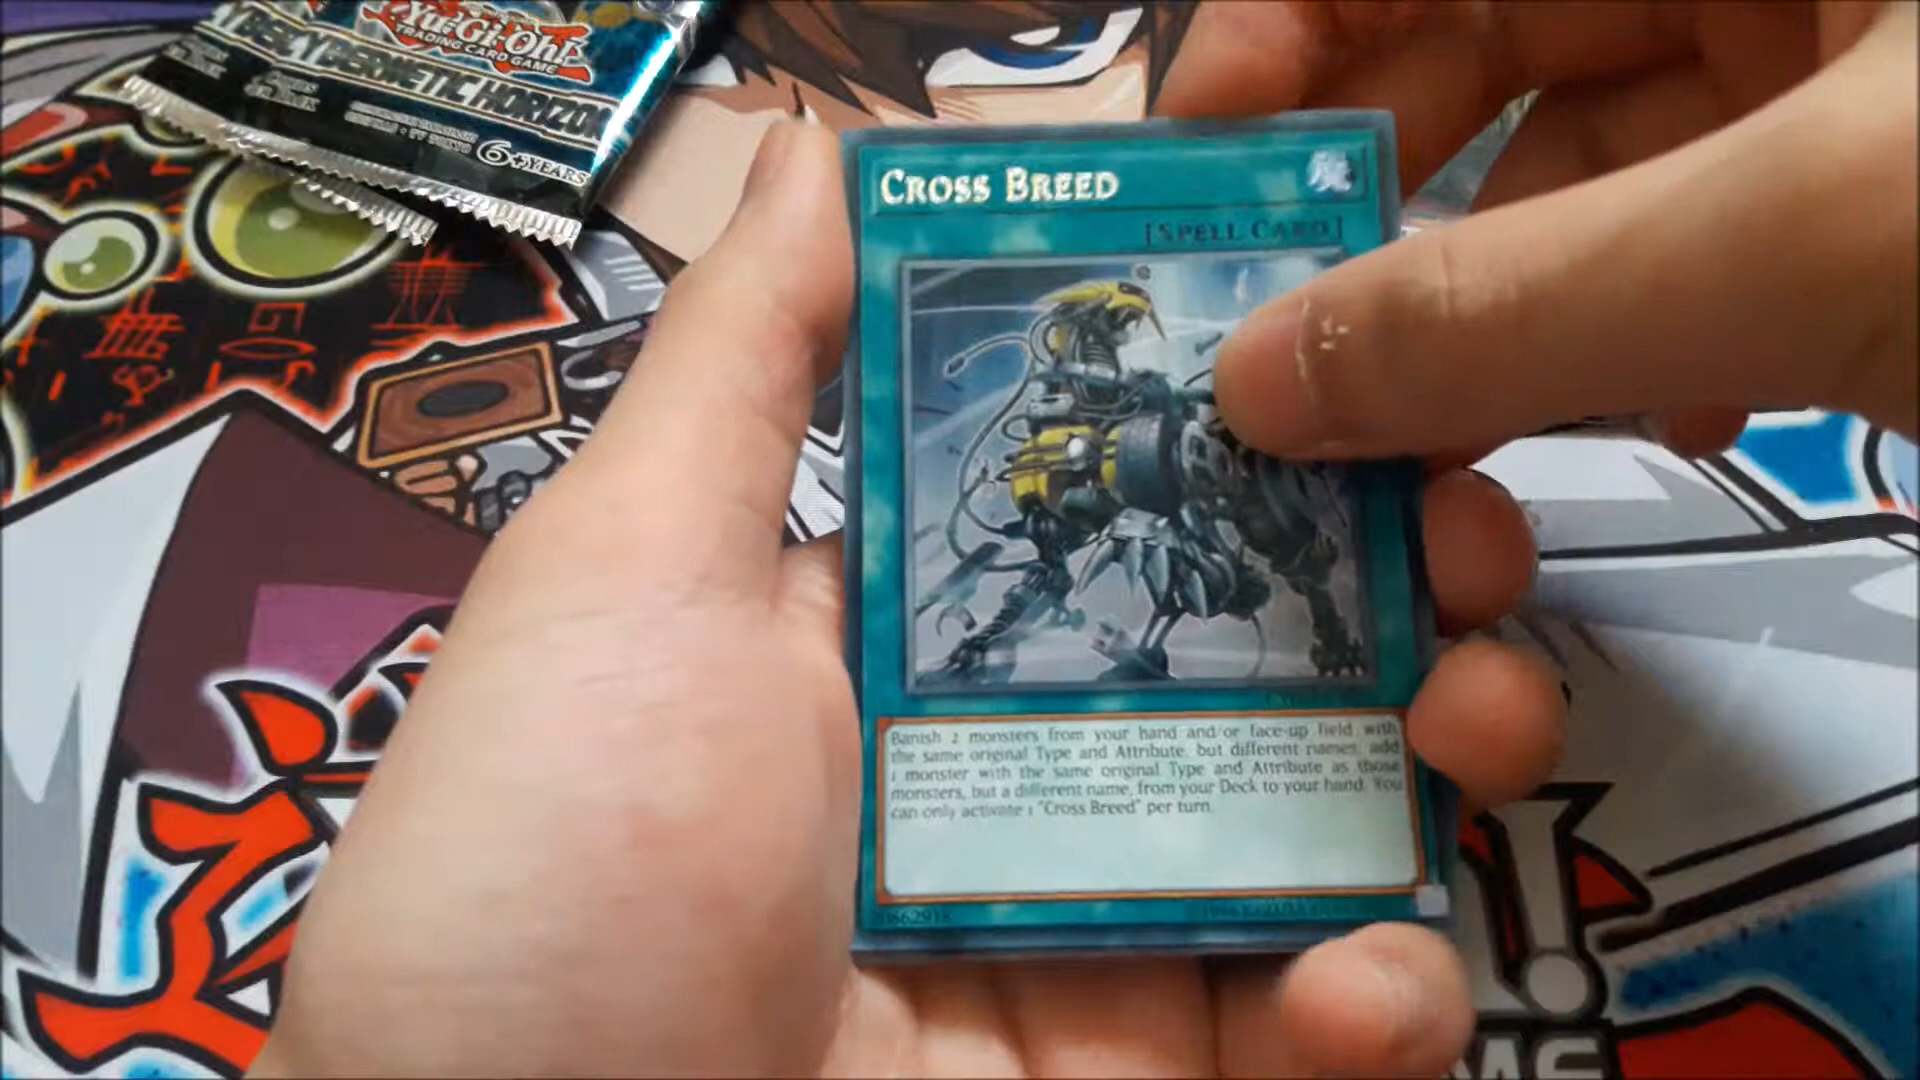 Yu-Gi-Oh!
TRADING CARD GAME
CYBERNETIC HORIZON
6+YEARS
CROSS BREED
[SPELL CARD]
Banish 2 monsters from your hand and/or face-up field with
the same original Type and Attribute, but different names; add
1 monster with the same original Type and Attribute as those
monsters, but a different name, from your Deck to your hand. You
can only activate 1 "Cross Breed" per turn.